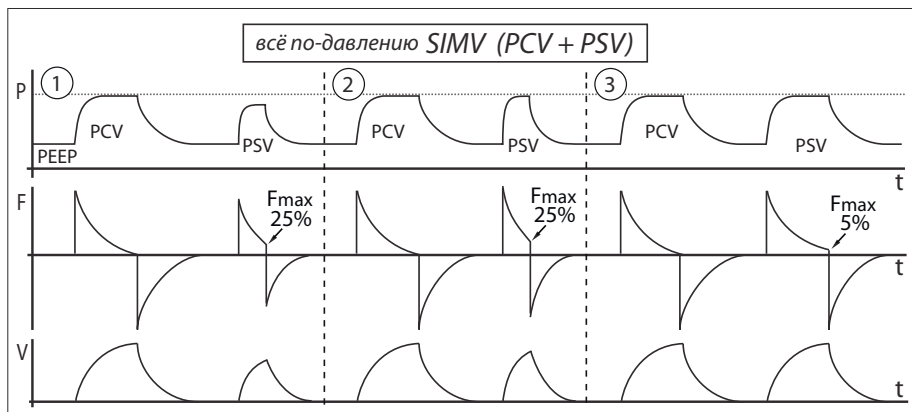 всё по-давлению SIMV (PCV + PSV)
1
2
3
P
PCV
PSV
PCV
PSV
PCV
PSV
PEEP
t
F
Fmax
25%
Fmax
25%
Fmax
5%
t
V
t